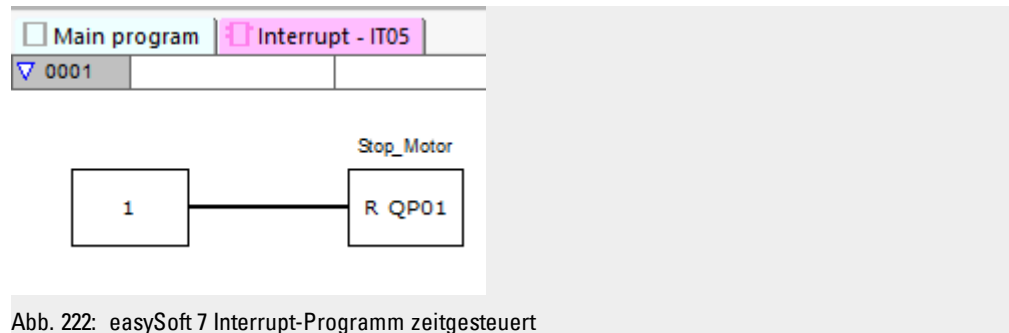 Main program Interrupt - IT05
0001
Stop_Motor
1 R QP01
Abb. 222: easySoft 7 Interrupt-Programm zeitgesteuert